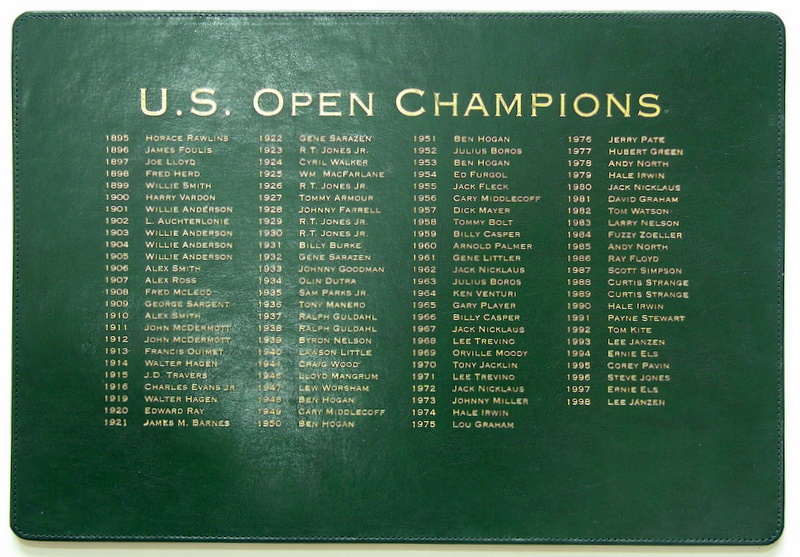 U.S. OPEN CHAMPIONS
1895 HORACE RAWLINS
1896 JAMES FOULIS
1897 JOE LLOYD
1898 FRED HERD
1899 WILLIE SMITH
1900 HARRY VARDON
1901 WILLIE ANDERSON
1902 L. AUCHTERLONIE
1903 WILLIE ANDERSON
1904 WILLIE ANDERSON
1905 WILLIE ANDERSON
1906 ALEX SMITH
1907 ALEX ROSS
1908 FRED MCLEOD
1909 GEORGE SARGENT
1910 ALEX SMITH
1911 JOHN MCDERMOTT
1912 JOHN MCDERMOTT
1913 FRANCIS OUIMET
1914 WALTER HAGEN
1915 J.D. TRAVERS
1916 CHARLES EVANS JR.
1919 WALTER HAGEN
1920 EDWARD RAY
1921 JAMES M. BARNES
1922 GENE SARAZEN
1923 R.T. JONES JR.
1924 CYRIL WALKER
1925 WM. MACFARLANE
1926 R.T. JONES JR.
1927 TOMMY ARMOUR
1928 JOHNNY FARRELL
1929 R.T. JONES JR.
1930 R.T. JONES JR.
1931 BILLY BURKE
1932 GENE SARAZEN
1933 JOHNNY GOODMAN
1934 OLIN DUTRA
1935 SAM PARKS JR.
1936 TONY MANERO
1937 RALPH GULDAHL
1938 RALPH GULDAHL
1939 BYRON NELSON
1940 LAWSON LITTLE
1941 CRAIG WOOD
1946 LLOYD MANGRUM
1947 LEW WORSHAM
1948 BEN HOGAN
1949 CARY MIDDLECOFF
1950 BEN HOGAN
1951 BEN HOGAN
1952 JULIUS BOROS
1953 BEN HOGAN
1954 ED FURGOL
1955 JACK FLECK
1956 CARY MIDDLECOFF
1957 DICK MAYER
1958 TOMMY BOLT
1959 BILLY CASPER
1960 ARNOLD PALMER
1961 GENE LITTLER
1962 JACK NICKLAUS
1963 JULIUS BOROS
1964 KEN VENTURI
1965 GARY PLAYER
1966 BILLY CASPER
1967 JACK NICKLAUS
1968 LEE TREVINO
1969 ORVILLE MOODY
1970 TONY JACKLIN
1971 LEE TREVINO
1972 JACK NICKLAUS
1973 JOHNNY MILLER
1974 HALE IRWIN
1975 LOU GRAHAM
1976 JERRY PATE
1977 HUBERT GREEN
1978 ANDY NORTH
1979 HALE IRWIN
1980 JACK NICKLAUS
1981 DAVID GRAHAM
1982 TOM WATSON
1983 LARRY NELSON
1984 FUZZY ZOELLER
1985 ANDY NORTH
1986 RAY FLOYD
1987 SCOTT SIMPSON
1988 CURTIS STRANGE
1989 CURTIS STRANGE
1990 HALE IRWIN
1991 PAYNE STEWART
1992 TOM KITE
1993 LEE JANZEN
1994 ERNIE ELS
1995 COREY PAVIN
1996 STEVE JONES
1997 ERNIE ELS
1998 LEE JANZEN